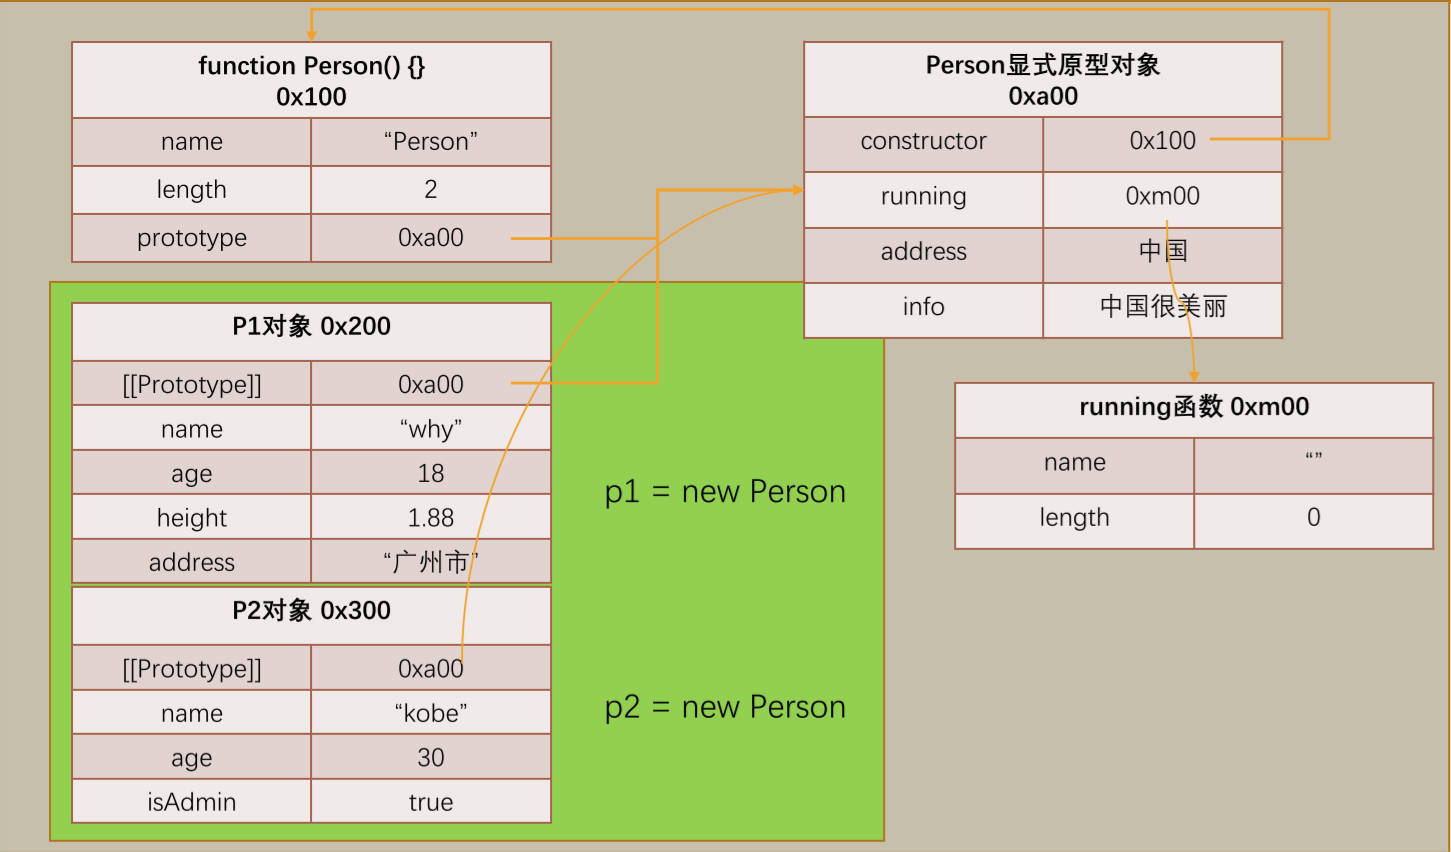 function Person() {}
0x100
name “Person”
length 2
prototype 0xa00
Person显式原型对象
0xa00
constructor 0x100
running 0xm00
address 中国
info 中国很美丽
P1对象 0x200
[[Prototype]] 0xa00
name “why”
age 18
height 1.88
address “广州市”
p1 = new Person
running函数 0xm00
name “”
length 0
P2对象 0x300
[[Prototype]] 0xa00
name “kobe”
age 30
isAdmin true
p2 = new Person